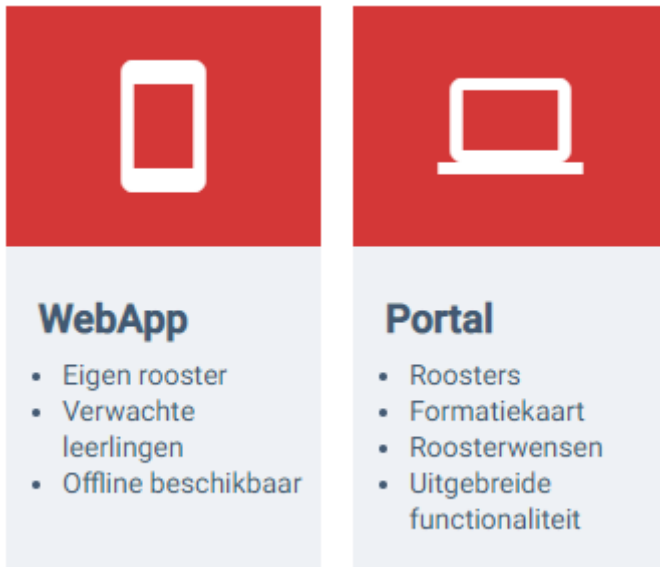 WebApp
Eigen rooster
Verwachte
leerlingen
Offline beschikbaar
Portal
Roosters
Formatiekaart
Roosterwensen
Uitgebreide
functionaliteit